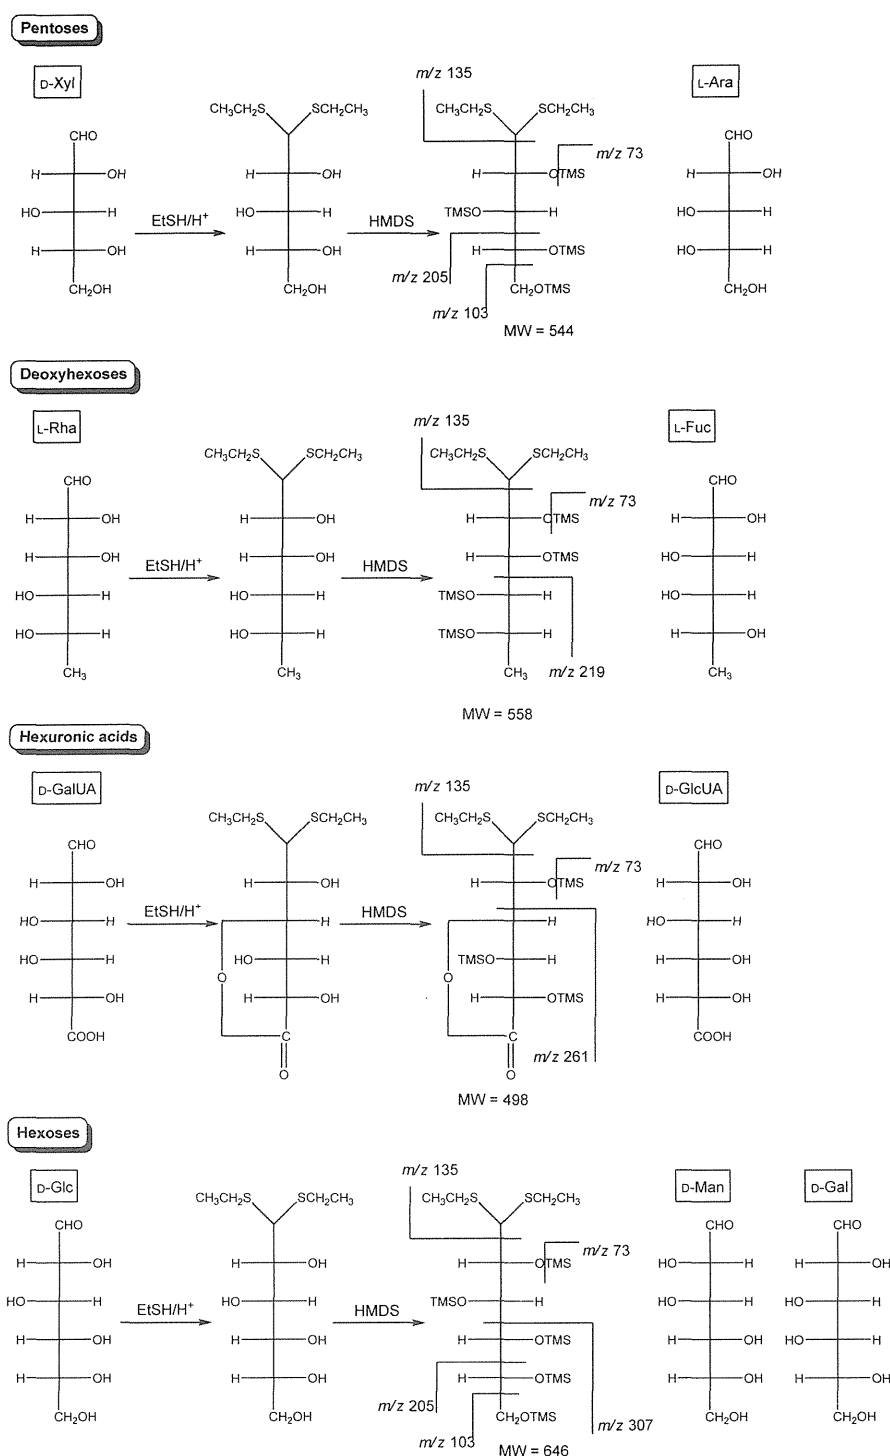 Pentoses
D-Xyl
m/z 135
L-Ara
CH₃CH₂S SCH₂CH₃
CH₃CH₂S SCH₂CH₃
CHO
CHO
m/z 73
H OH
H OH
H OTMS
H OH
HO H
EtSH/H⁺
HO H
HMDS
TMSO H
HO H
H OH
H OH
H OTMS
HO H
m/z 205
CH₂OH
CH₂OH
CH₂OTMS
CH₂OH
m/z 103
MW = 544
Deoxyhexoses
L-Rha
m/z 135
L-Fuc
CH₃CH₂S SCH₂CH₃
CH₃CH₂S SCH₂CH₃
CHO
CHO
m/z 73
H OH
H OH
H OTMS
H OH
H OH
EtSH/H⁺
H OH
HMDS
H OTMS
HO H
HO H
HO H
TMSO H
HO H
HO H
HO H
TMSO H
H OH
CH₃
CH₃
CH₃
m/z 219
CH₃
MW = 558
Hexuronic acids
D-GalUA
m/z 135
D-GlcUA
CH₃CH₂S SCH₂CH₃
CH₃CH₂S SCH₂CH₃
CHO
CHO
m/z 73
H OH
H OH
H OTMS
H OH
HO H
EtSH/H⁺
H
HMDS
H
HO H
HO H
HO H
TMSO H
H OH
O
O
H OH
H OH
H OTMS
H OH
COOH
C
C
COOH
O
O
m/z 261
MW = 498
Hexoses
D-Glc
m/z 135
D-Man
D-Gal
CH₃CH₂S SCH₂CH₃
CH₃CH₂S SCH₂CH₃
CHO
CHO
CHO
m/z 73
H OH
H OH
H OTMS
HO H
H OH
HO H
EtSH/H⁺
HO H
HMDS
TMSO H
HO H
HO H
H OH
H OH
H OTMS
H OH
HO H
H OH
H OH
H OTMS
H OH
H OH
m/z 205
CH₂OH
CH₂OH
CH₂OTMS
CH₂OH
CH₂OH
m/z 307
m/z 103
MW = 646